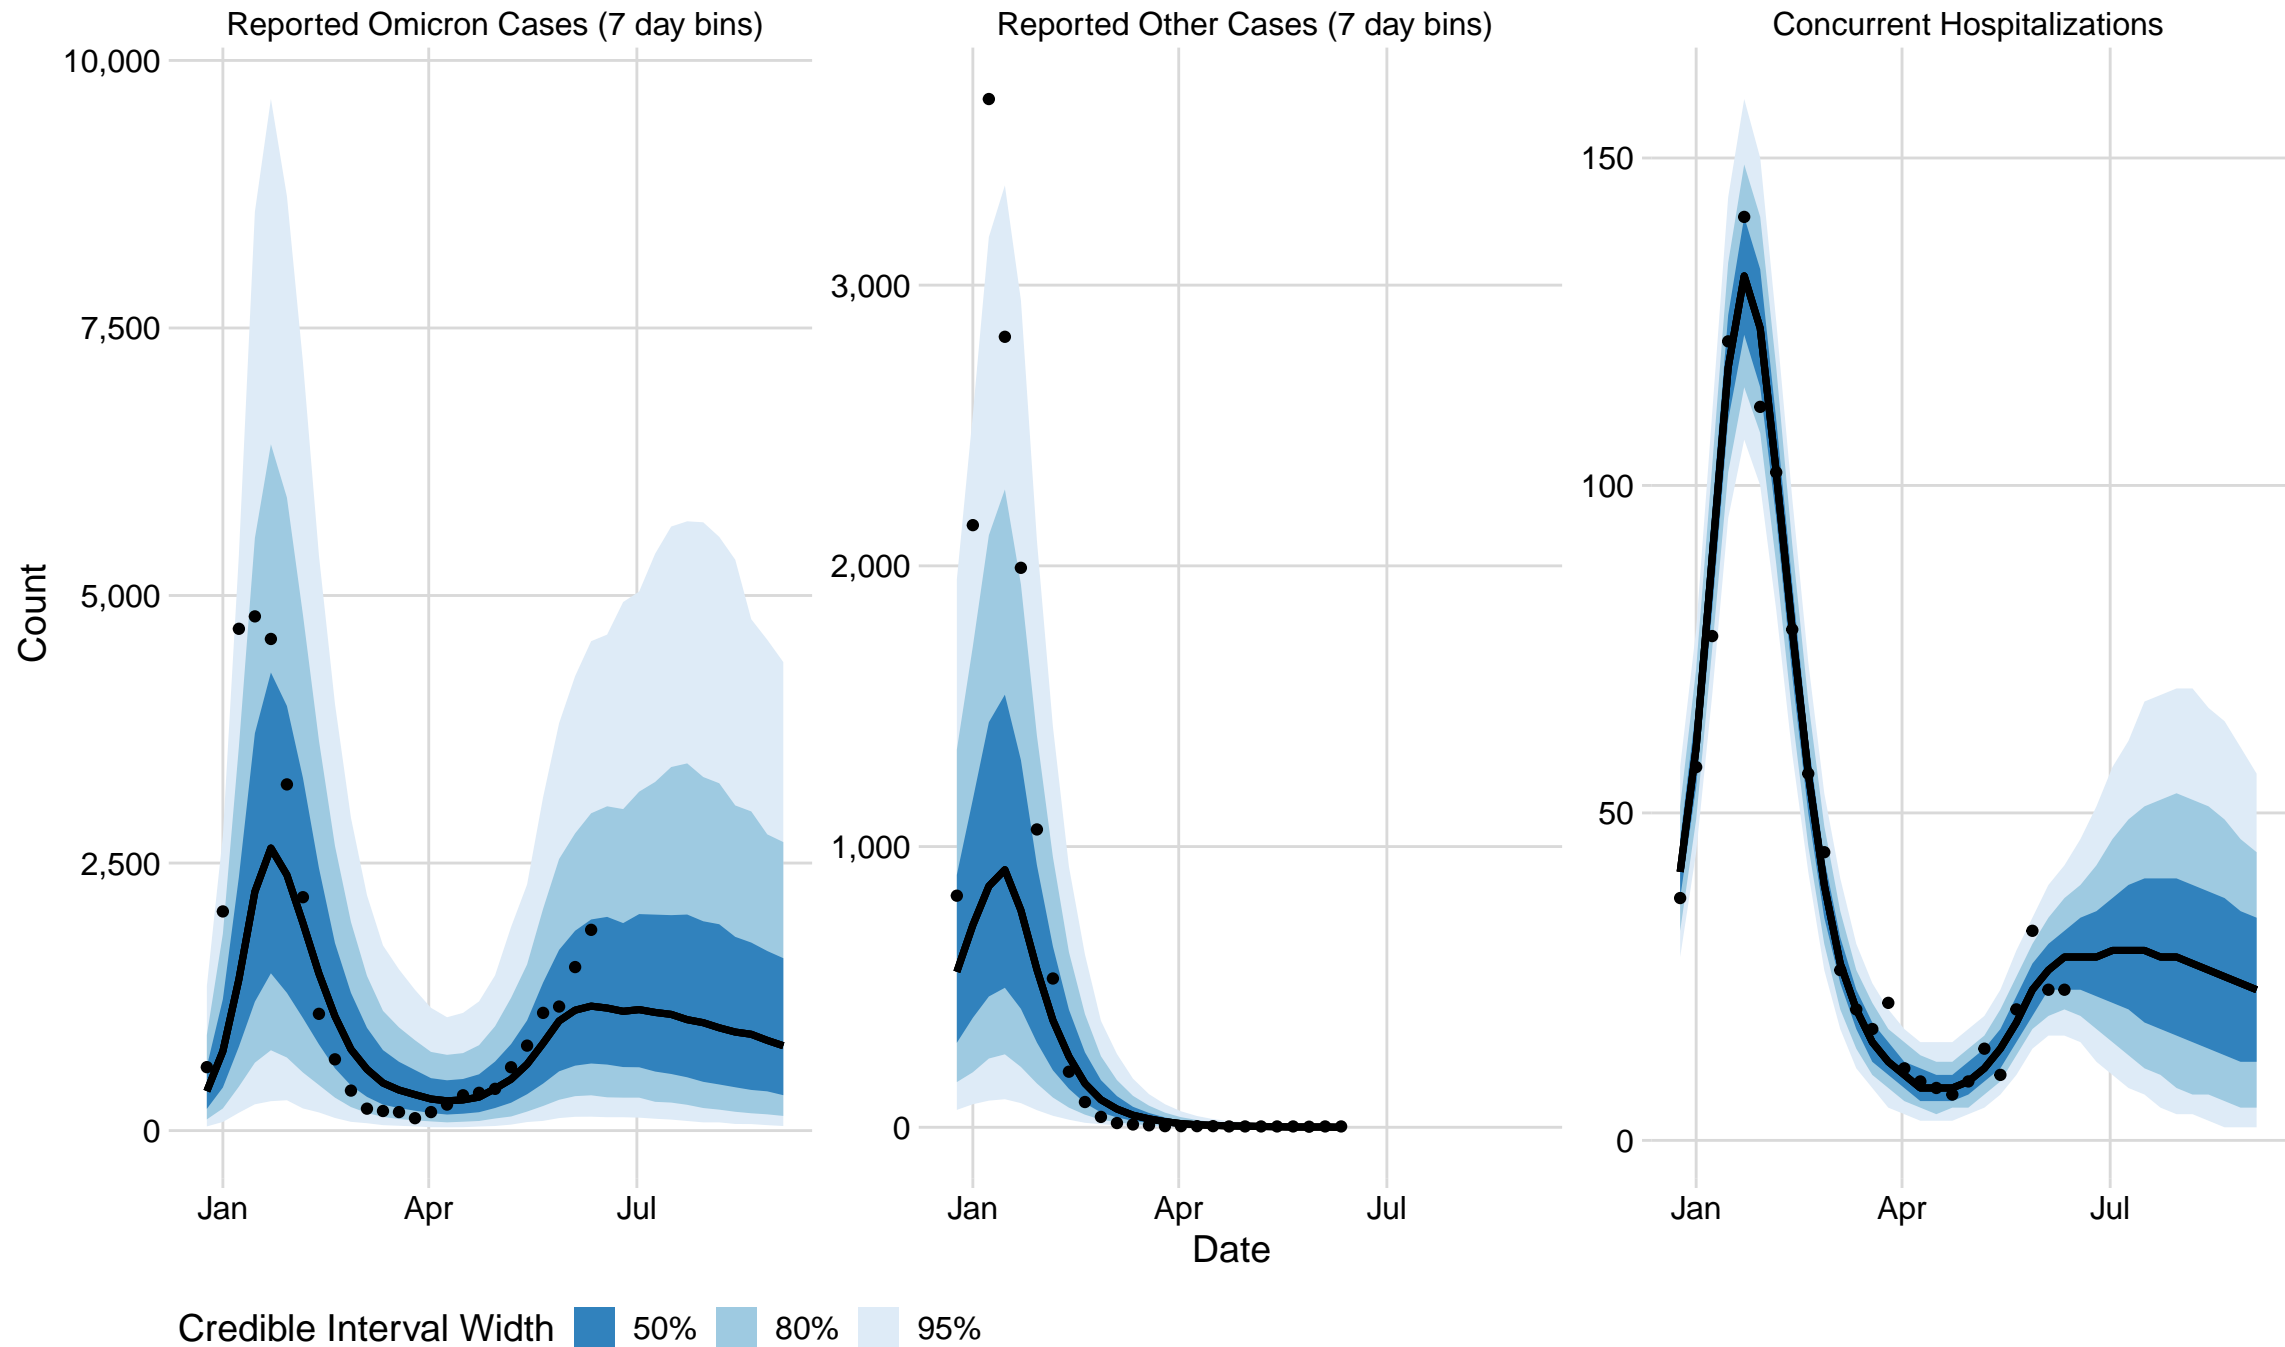 Reported Omicron Cases (7 day bins)
Reported Other Cases (7 day bins)
Concurrent Hospitalizations
Count
10,000
7,500
5,000
2,500
0
Jan
Apr
Jul
3,000
2,000
1,000
0
Jan
Apr
Jul
150
100
50
0
Jan
Apr
Jul
Date
Credible Interval Width 50% 80% 95%